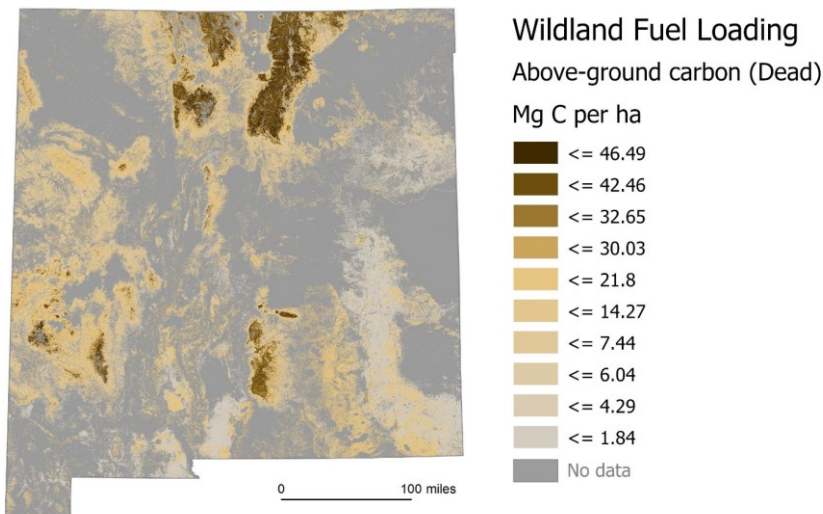 Wildland Fuel Loading
Above-ground carbon (Dead)
Mg C per ha
<= 46.49
<= 42.46
<= 32.65
<= 30.03
<= 21.8
<= 14.27
<= 7.44
<= 6.04
<= 4.29
<= 1.84
No data
0 100 miles